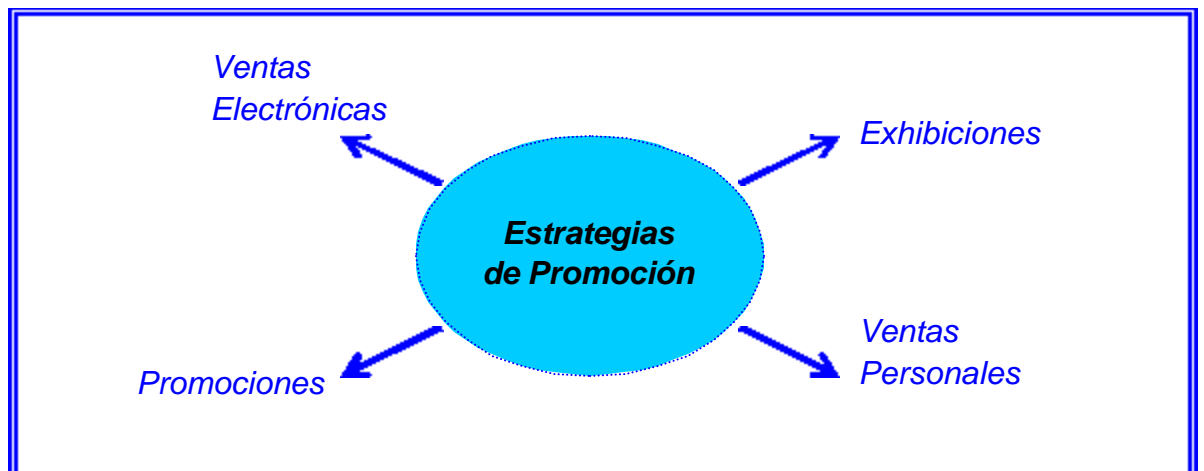 Ventas
Electrónicas
Exhibiciones
Estrategias
de Promoción
Promociones
Ventas
Personales